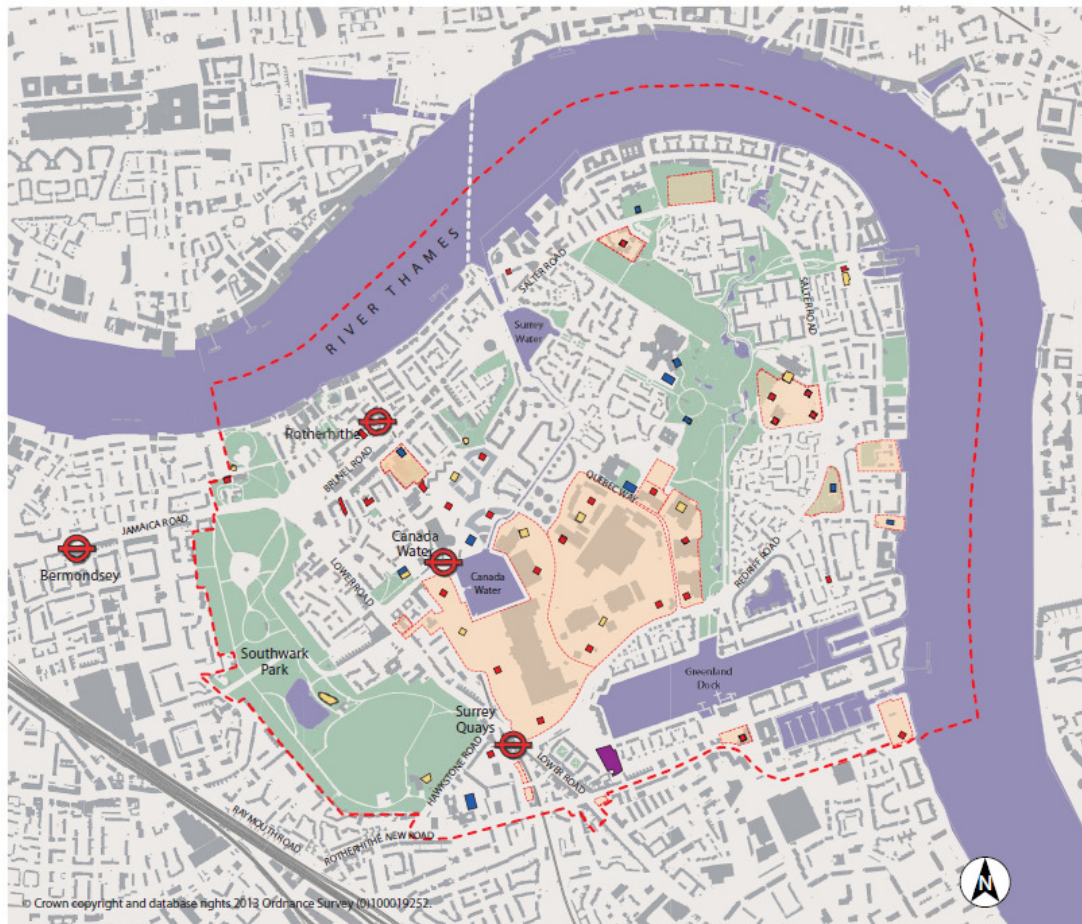 RIVER THAMES
SALTER ROAD
SALTER ROAD
Surrey
Water
Rotherhithe
BRUNEL ROAD
QUEBEC WAY
JAMAICA ROAD
Bermondsey
Canada
Water
LOWER ROAD
Canada
Water
REDRIFF ROAD
Southwark
Park
Greenland
Dock
Surrey
Quays
HAWKSTONE ROAD
LOWER ROAD
RAYMOUTH ROAD
ROTHERHITHE NEW ROAD
N
© Crown copyright and database rights 2013 Ordnance Survey (0)100019252.